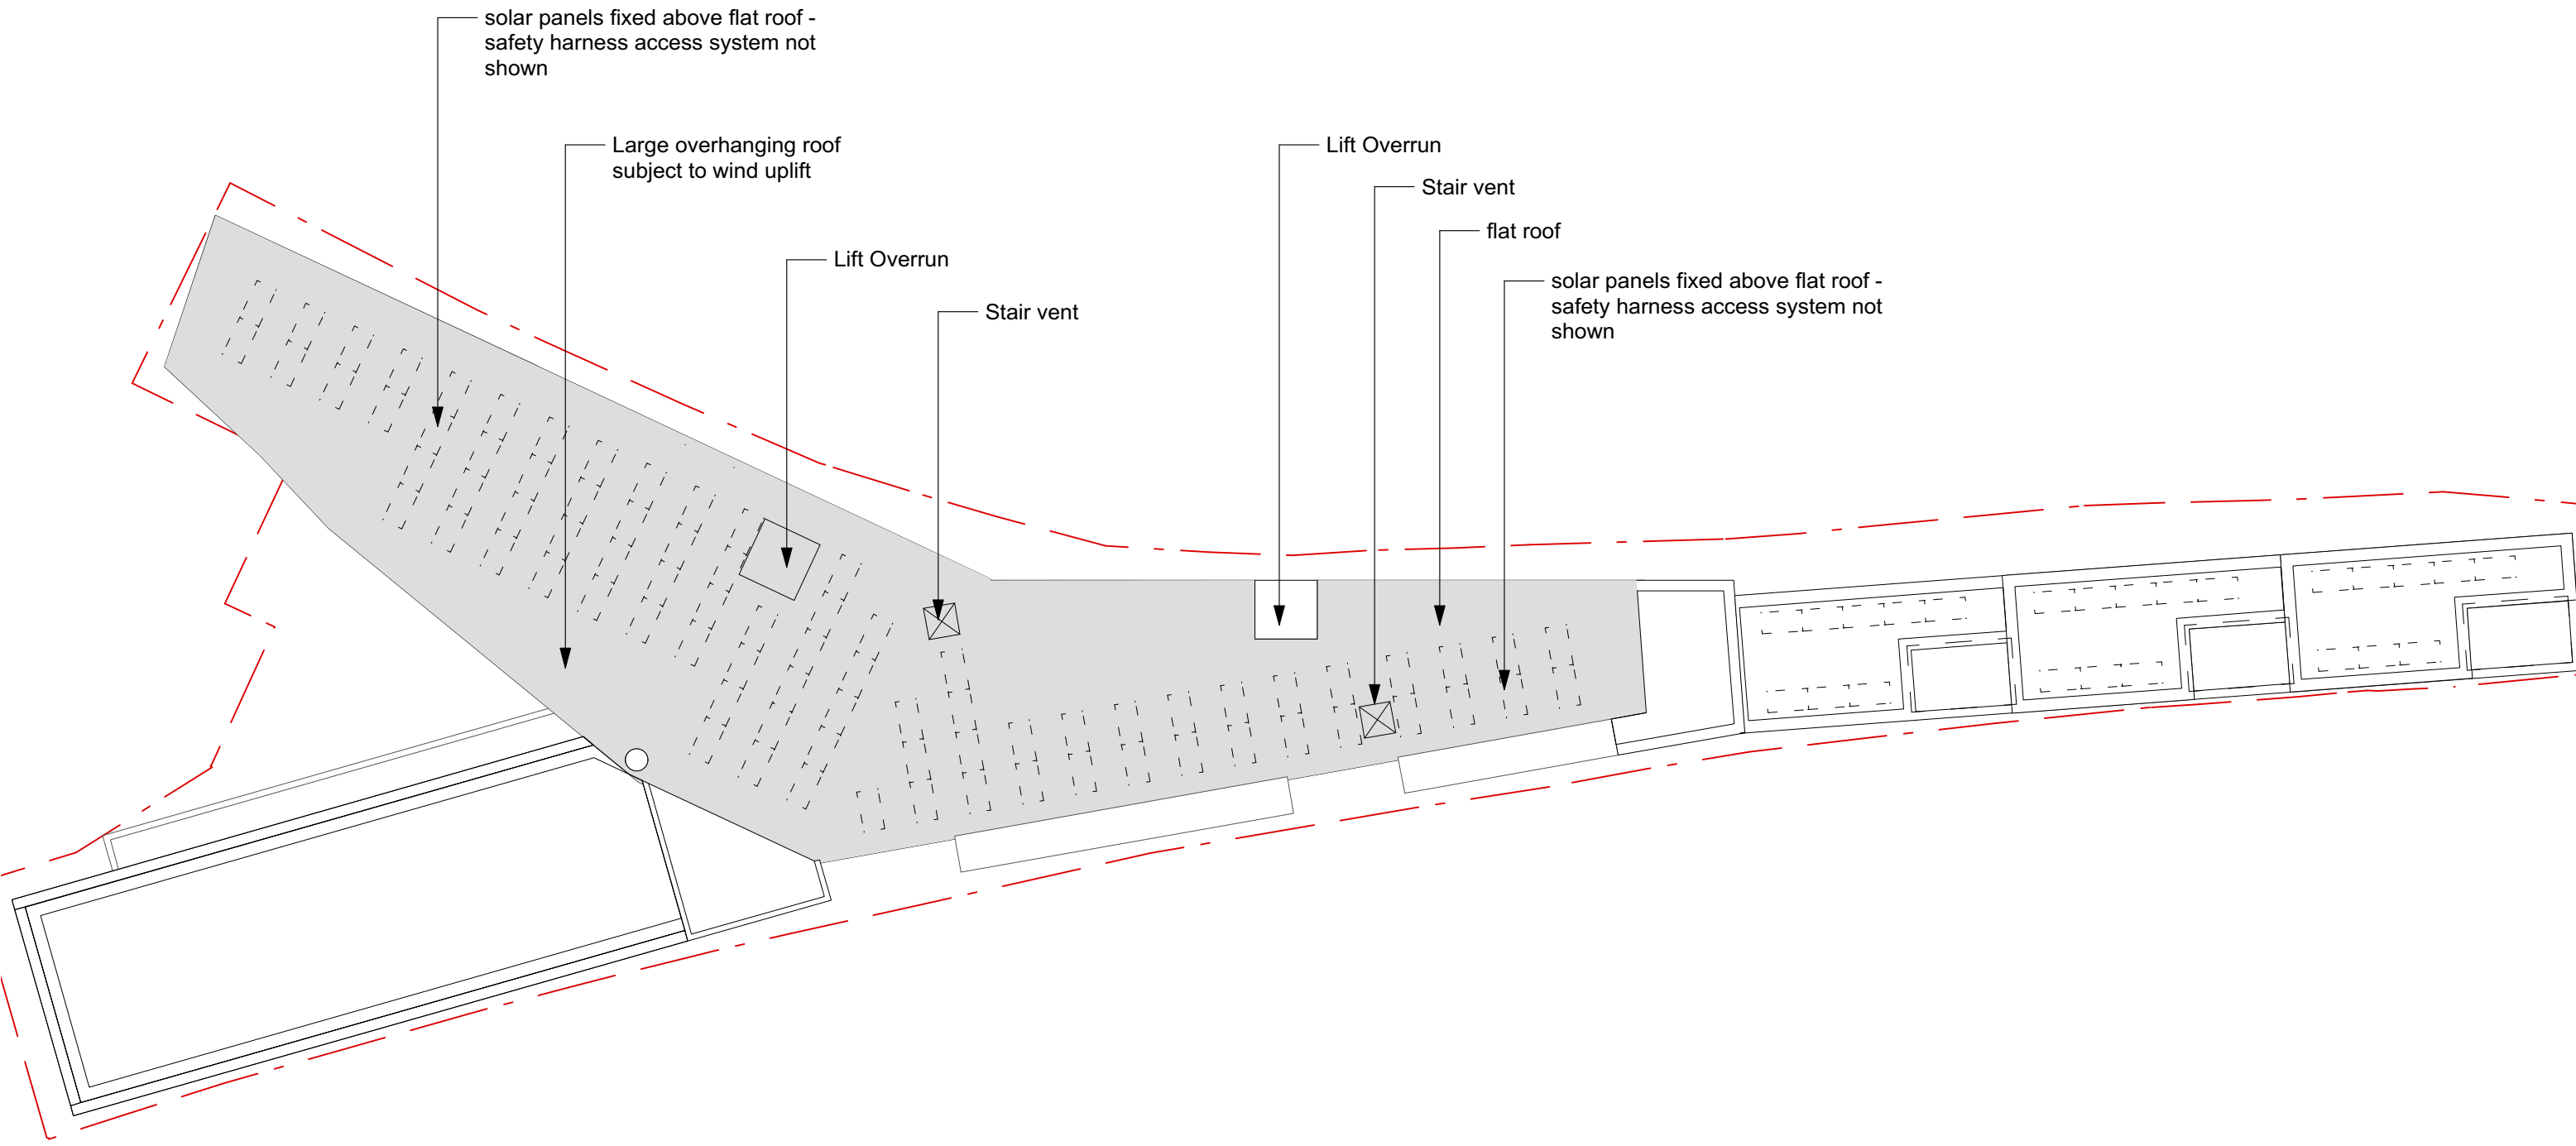 solar panels fixed above flat roof -
safety harness access system not
shown
Large overhanging roof
subject to wind uplift
Lift Overrun
Stair vent
Lift Overrun
Stair vent
flat roof
solar panels fixed above flat roof -
safety harness access system not
shown